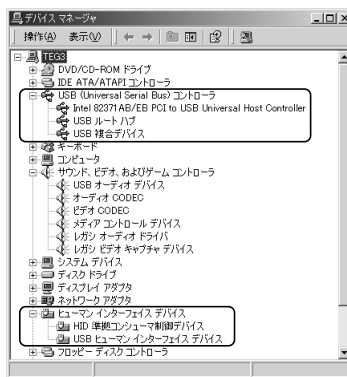 デバイス マネージャ
操作(A) 表示(V)
TEG3
DVD/CD-ROM ドライブ
IDE ATA/ATAPI コントローラ
USB (Universal Serial Bus) コントローラ
Intel 82371AB/EB PCI to USB Universal Host Controller
USB ルート ハブ
USB 複合デバイス
キーボード
コンピュータ
サウンド、ビデオ、およびゲーム コントローラ
USB オーディオ デバイス
オーディオ CODEC
ビデオ CODEC
メディア コントロール デバイス
レガシ オーディオ ドライバ
レガシ ビデオ キャプチャ デバイス
システム デバイス
ディスク ドライブ
ディスプレイ アダプタ
ネットワーク アダプタ
ヒューマン インターフェイス デバイス
HID 準拠コンシューマ制御デバイス
USB ヒューマン インターフェイス デバイス
フロッピー ディスク コントローラ